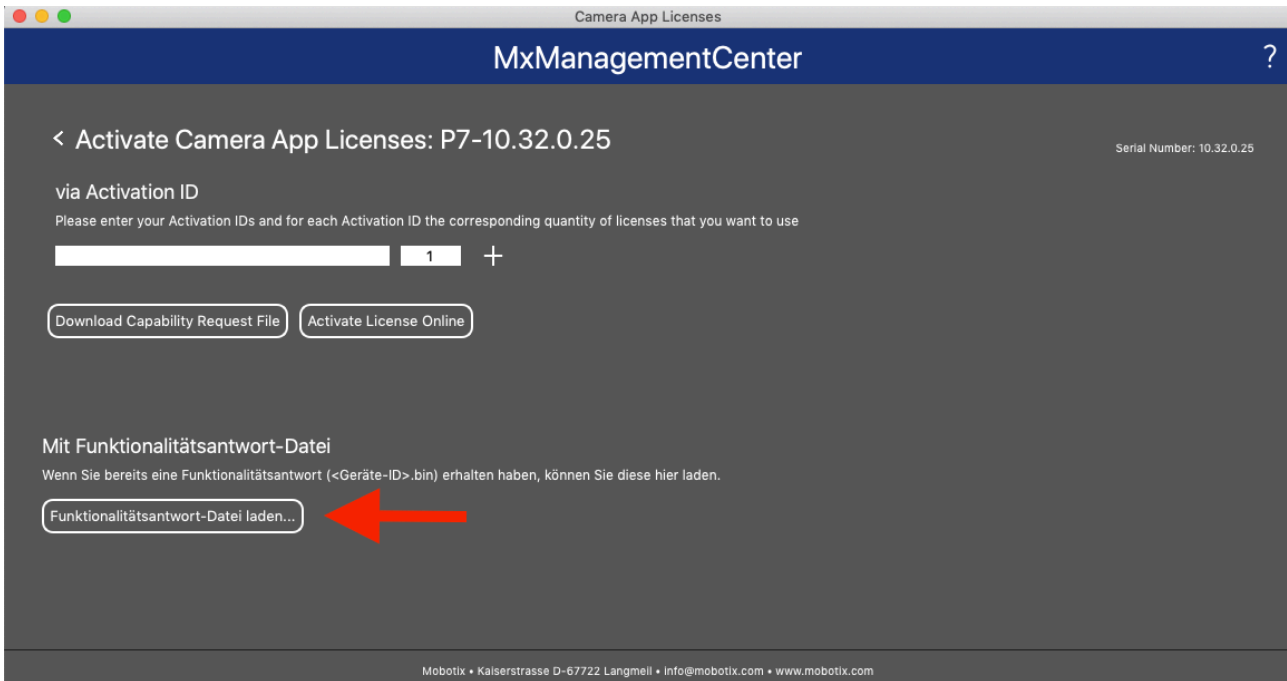 Camera App Licenses
MxManagementCenter
?
< Activate Camera App Licenses: P7-10.32.0.25
Serial Number: 10.32.0.25
via Activation ID
Please enter your Activation IDs and for each Activation ID the corresponding quantity of licenses that you want to use
1 +
Download Capability Request File Activate License Online
Mit Funktionalitätsantwort-Datei
Wenn Sie bereits eine Funktionalitätsantwort (<Geräte-ID>.bin) erhalten haben, können Sie diese hier laden.
Funktionalitätsantwort-Datei laden...
Mobotix • Kaiserstrasse D-67722 Langmeil • info@mobotix.com • www.mobotix.com